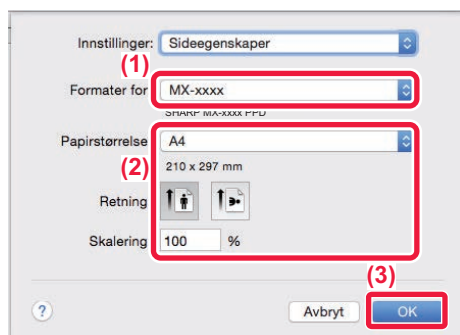 Innstillinger: Sideegenskaper
(1)
Formater for MX-xxxx
SHARP MX-xxxx PPD
Papirstørrelse A4
(2) 210 x 297 mm
Retning
Skalering 100 %
(3)
? Avbryt OK